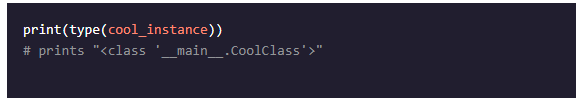 print(type(cool_instance))
# prints "<class '__main__.CoolClass'>"